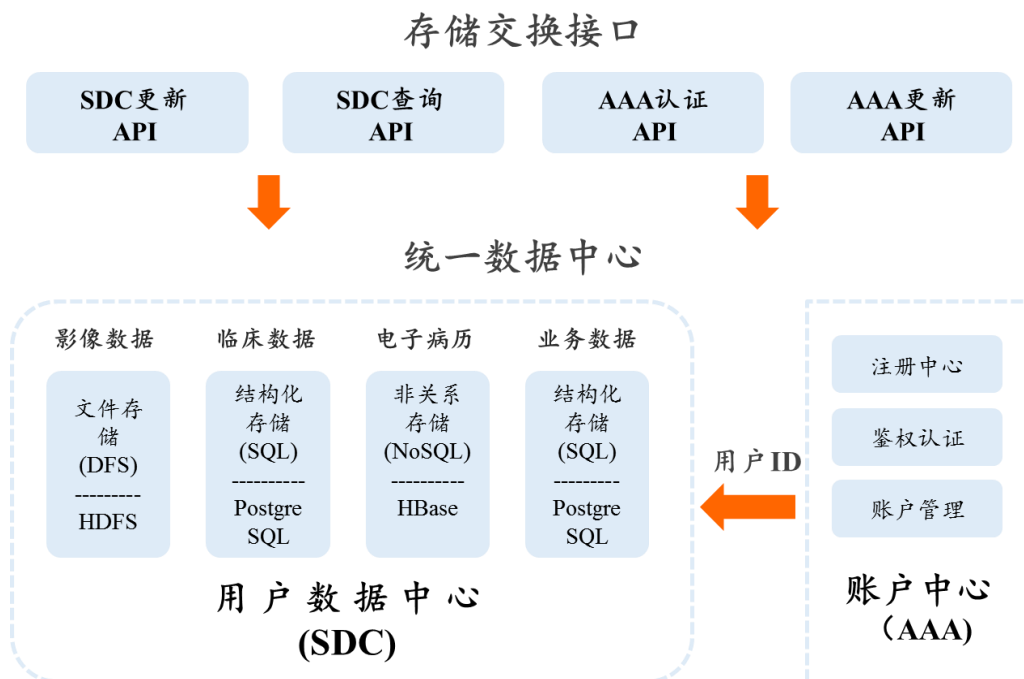 存储交换接口
SDC更新
API
SDC查询
API
AAA认证
API
AAA更新
API
统一数据中心
影像数据
文件存
储
(DFS)
---------
HDFS
临床数据
结构化
存储
(SQL)
----------
Postgre
SQL
电子病历
非关系
存储
(NoSQL)
----------
HBase
业务数据
结构化
存储
(SQL)
---------
Postgre
SQL
用户数据中心
(SDC)
用户ID
注册中心
鉴权认证
账户管理
账户中心
（AAA)